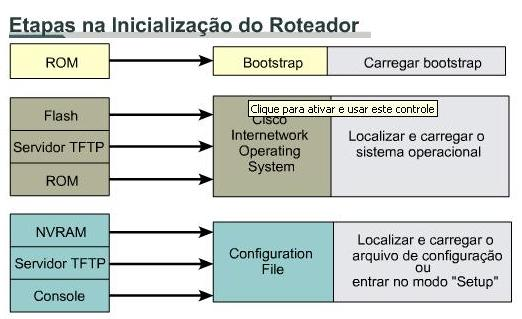 Etapas na Inicialização do Roteador
ROM
Bootstrap
Carregar bootstrap
Flash
Servidor TFTP
ROM
Clique para ativar e usar este controle
Cisco
Internetwork
Operating
System
Localizar e carregar o
sistema operacional
NVRAM
Servidor TFTP
Console
Configuration
File
Localizar e carregar o
arquivo de configuração
ou
entrar no modo "Setup"